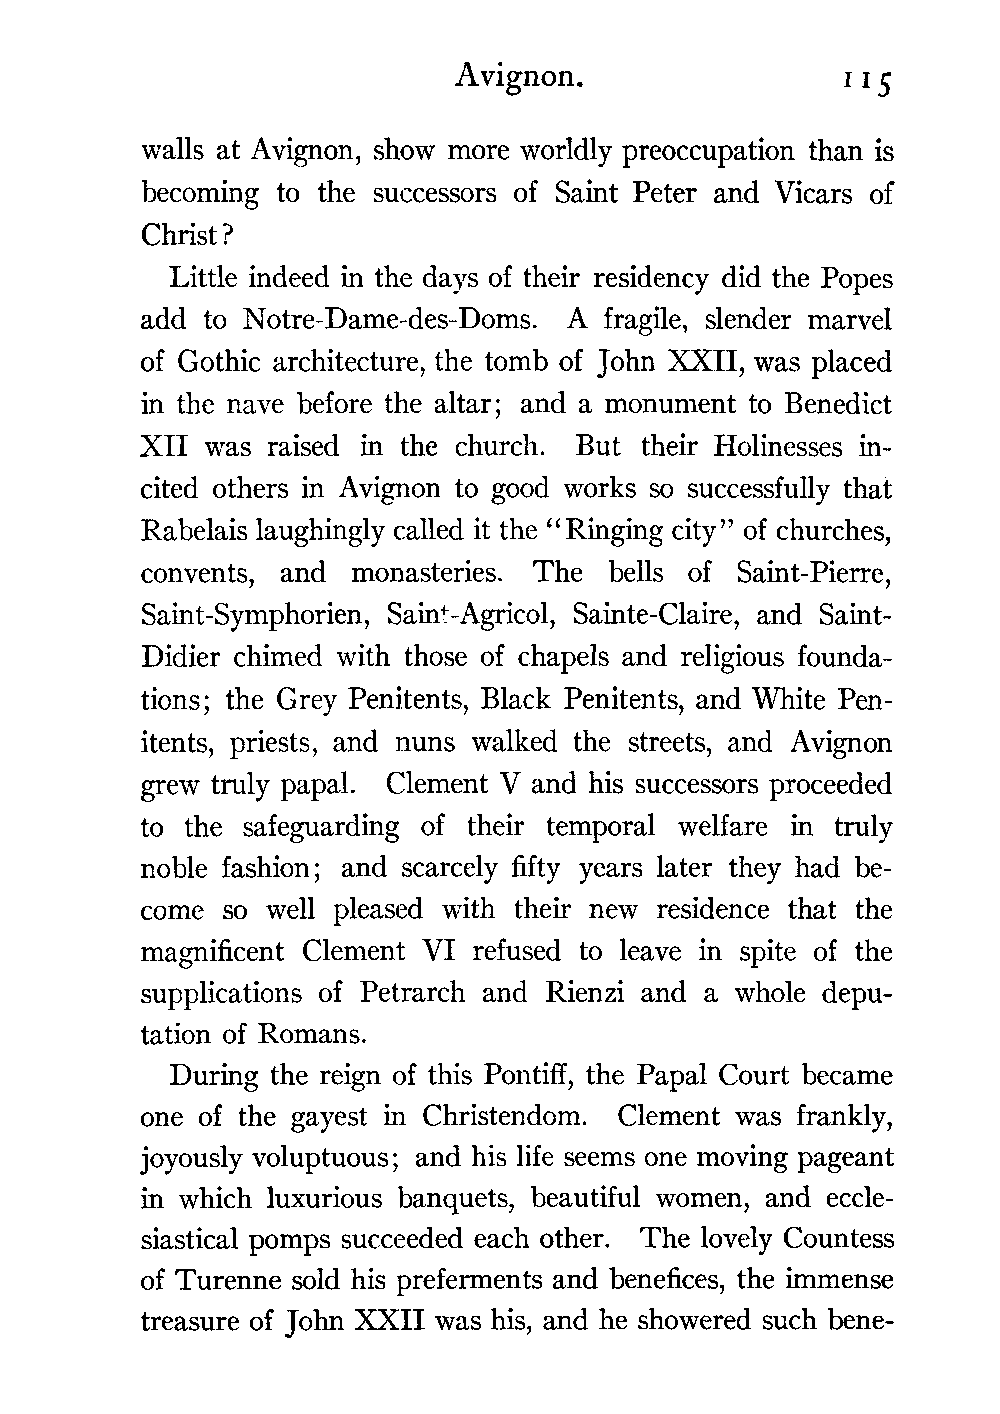 Avignon. 115
walls at Avignon, show more worldly preoccupation than is
becoming to the successors of Saint Peter and Vicars of
Christ?
Little indeed in the days of their residency did the Popes
add to Notre-Dame-des-Doms. A fragile, slender marvel
of Gothic architecture, the tomb of John XXII, was placed
in the nave before the altar; and a monument to Benedict
XII was raised in the church. But their Holinesses in-
cited others in Avignon to good works so successfully that
Rabelais laughingly called it the “Ringing city” of churches,
convents, and monasteries. The bells of Saint-Pierre,
Saint-Symphorien, Saint-Agricol, Sainte-Claire, and Saint-
Didier chimed with those of chapels and religious founda-
tions; the Grey Penitents, Black Penitents, and White Pen-
itents, priests, and nuns walked the streets, and Avignon
grew truly papal. Clement V and his successors proceeded
to the safeguarding of their temporal welfare in truly
noble fashion; and scarcely fifty years later they had be-
come so well pleased with their new residence that the
magnificent Clement VI refused to leave in spite of the
supplications of Petrarch and Rienzi and a whole depu-
tation of Romans.
During the reign of this Pontiff, the Papal Court became
one of the gayest in Christendom. Clement was frankly,
joyously voluptuous; and his life seems one moving pageant
in which luxurious banquets, beautiful women, and eccle-
siastical pomps succeeded each other. The lovely Countess
of Turenne sold his preferments and benefices, the immense
treasure of John XXII was his, and he showered such bene-